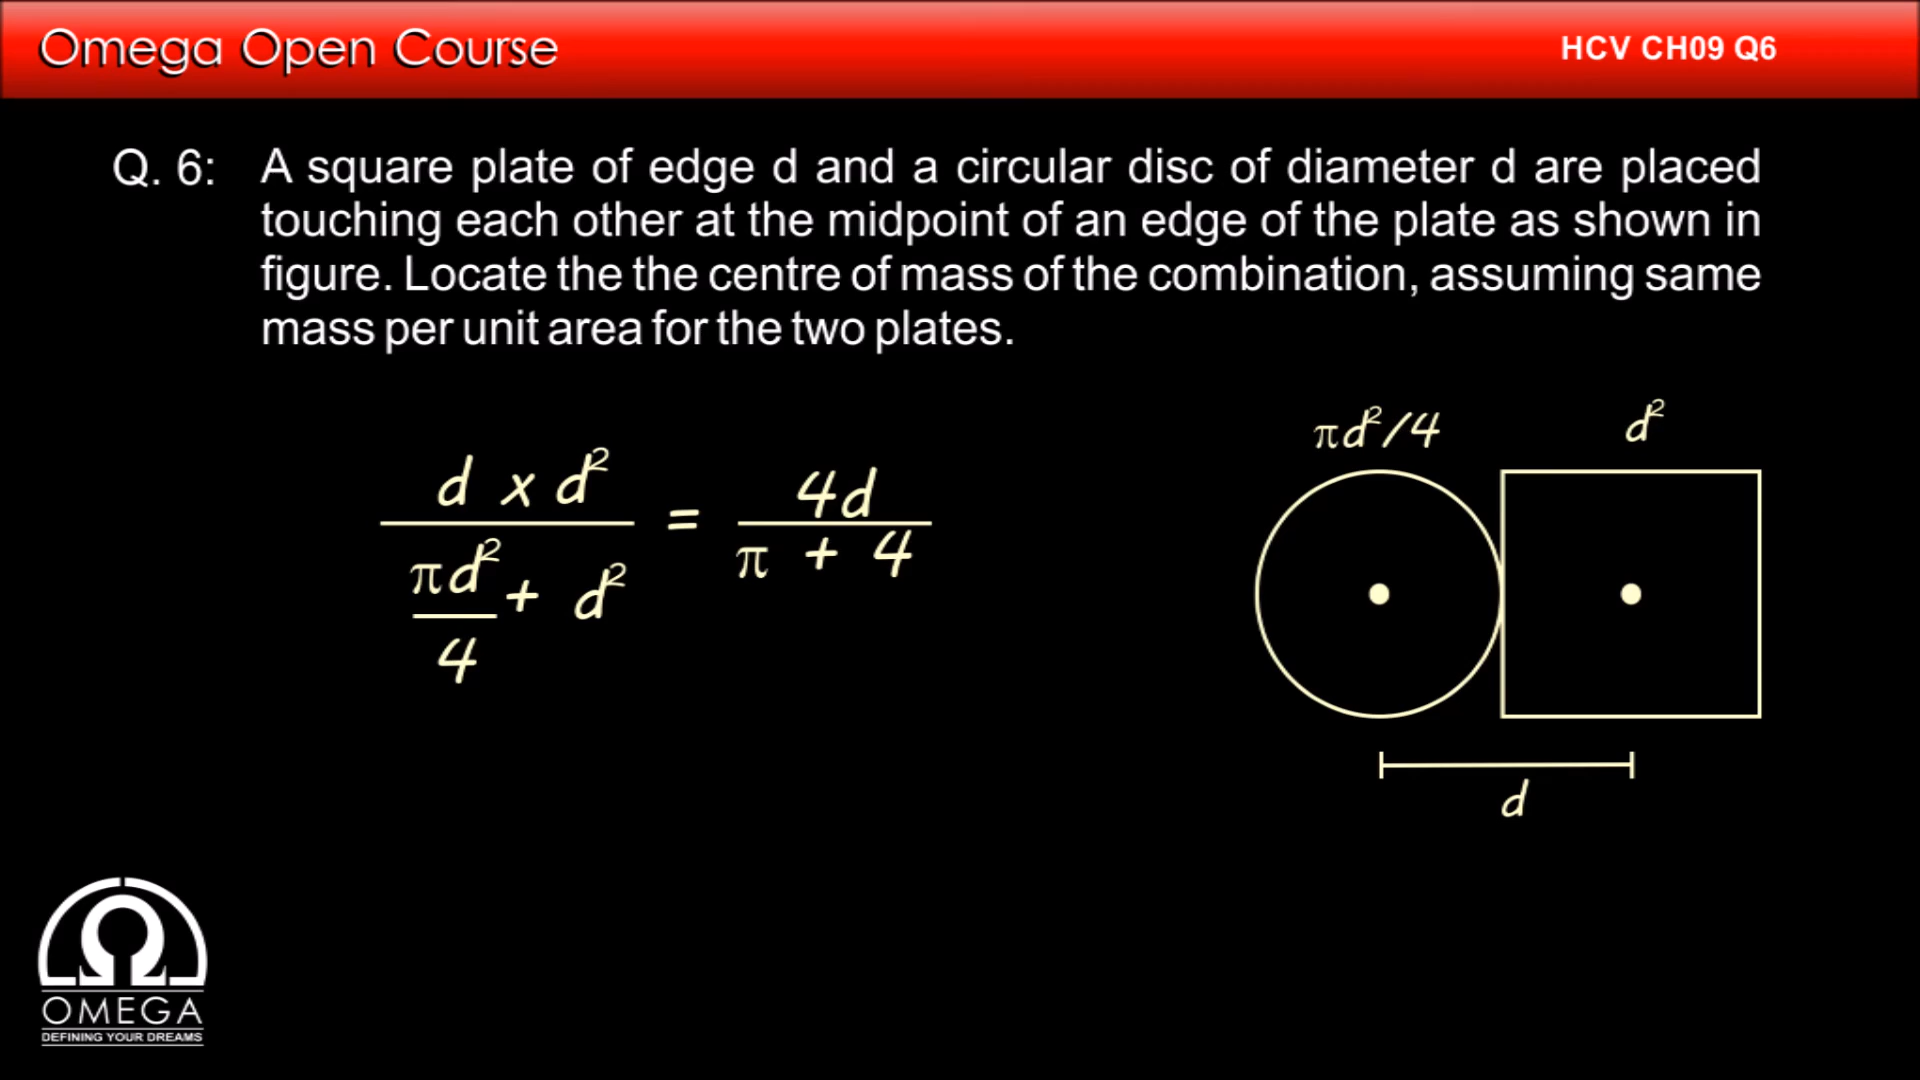 Omega Open Course
HCV CH09 Q6
Q. 6: A square plate of edge d and a circular disc of diameter d are placed
touching each other at the midpoint of an edge of the plate as shown in
figure. Locate the the centre of mass of the combination, assuming same
mass per unit area for the two plates.
d x d² / (πd²/4 + d²) = 4d / (π + 4)
πd²/4
d²
d
OMEGA
DEFINING YOUR DREAMS